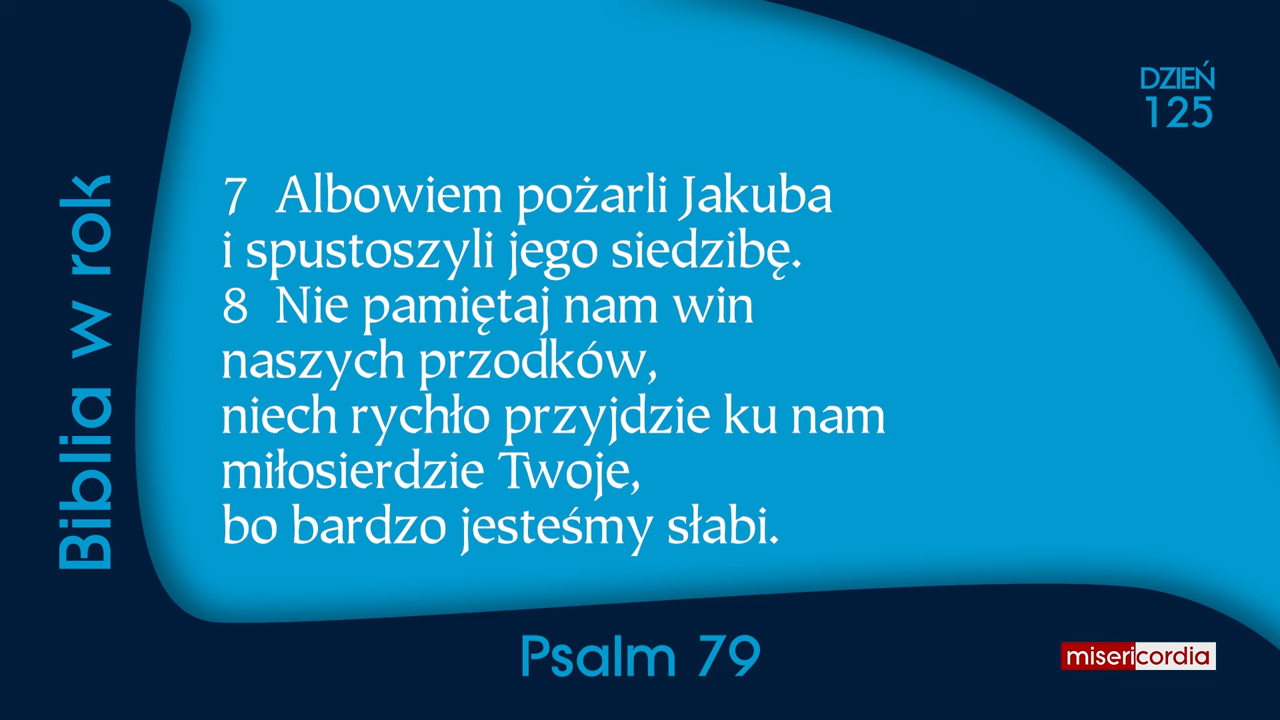 DZIEŃ
125
Biblia w rok
7 Albowiem pożarli Jakuba
i spustoszyli jego siedzibę.
8 Nie pamiętaj nam win
naszych przodków,
niech rychło przyjdzie ku nam
miłosierdzie Twoje,
bo bardzo jesteśmy słabi.
Psalm 79
misericordia